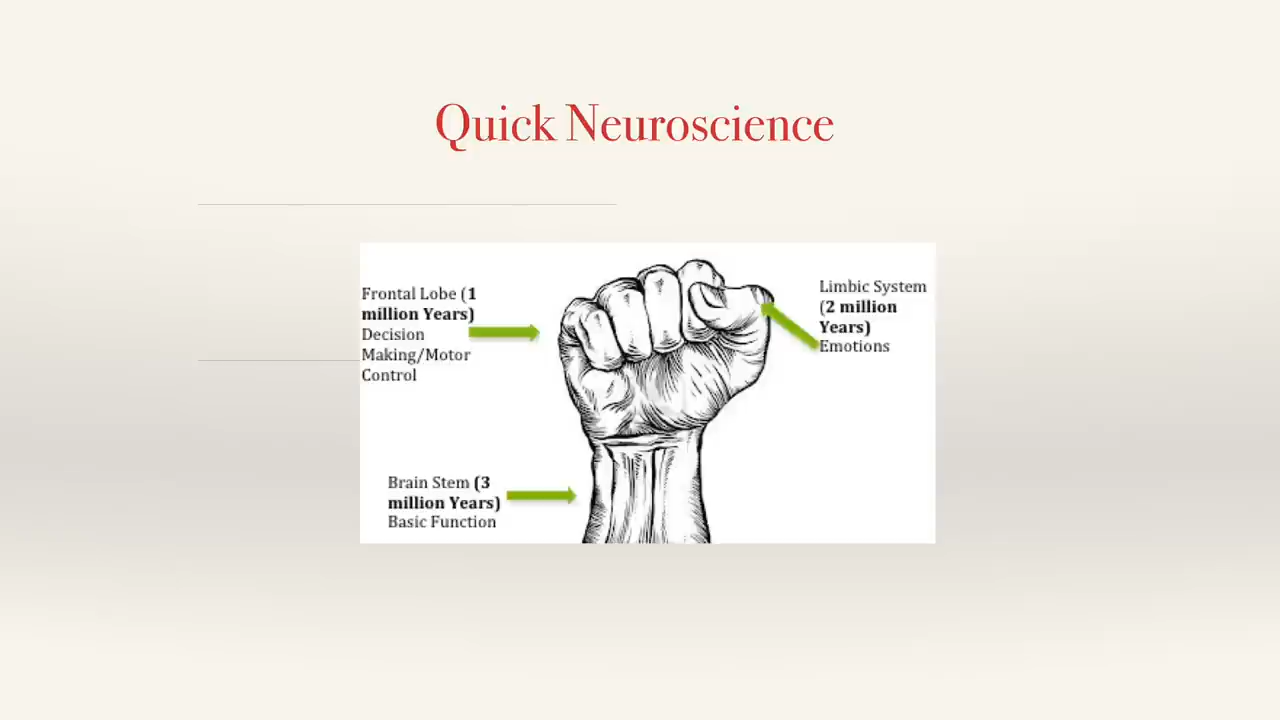 Quick Neuroscience
Frontal Lobe (1
million Years)
Decision
Making/Motor
Control
Limbic System
(2 million
Years)
Emotions
Brain Stem (3
million Years)
Basic Function